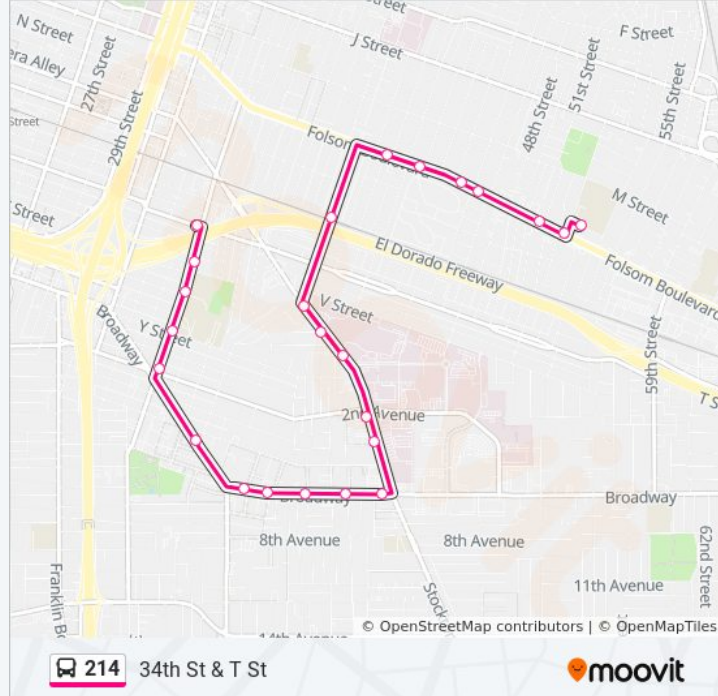 N Street
J Street
F Street
era Alley
27th Street
29th Street
48th Street
51st Street
55th Street
Street
Folsom Boulevard
M Street
Street
El Dorado Freeway
Folsom Boulevard
V Street
Broadway
Y Street
59th Street
T S
2nd Avenue
Broadway
Broadway
8th Avenue
8th Avenue
62nd Street
Franklin Bo
Stock
11th Avenue
14th Avenue
© OpenStreetMap contributors | © OpenMapTiles
214 34th St & T St
moovit